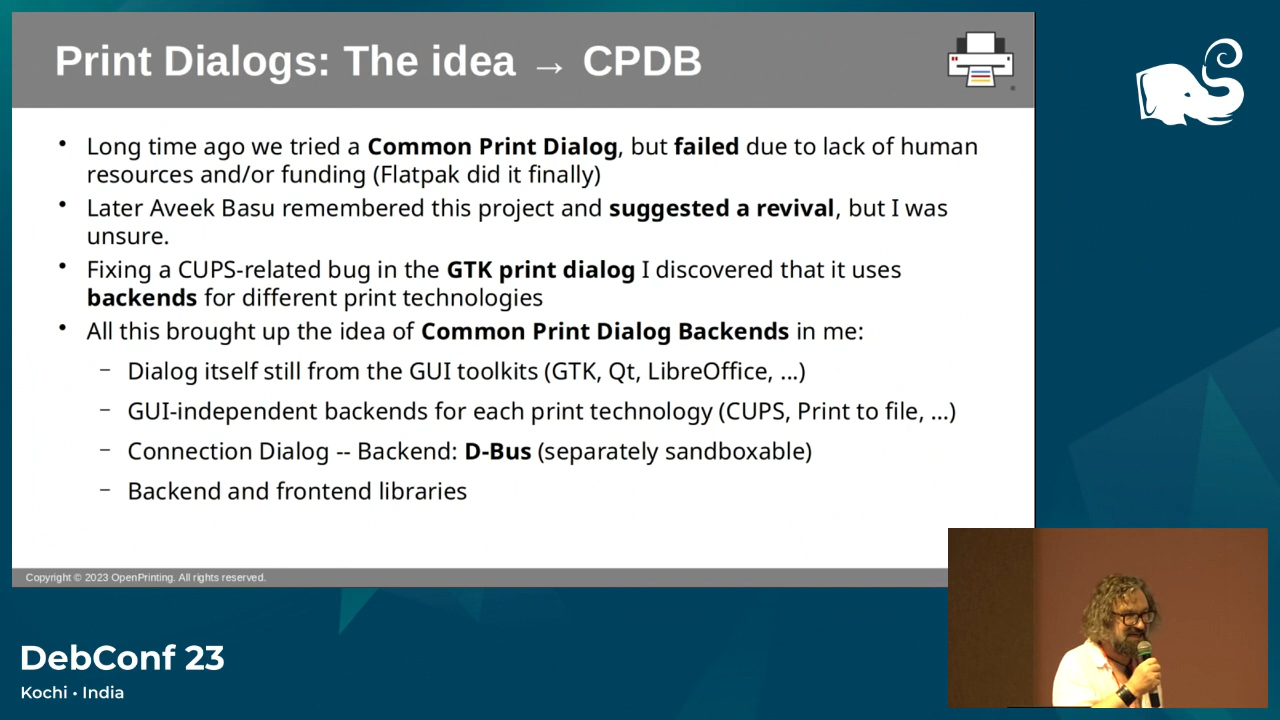 Print Dialogs: The idea → CPDB
• Long time ago we tried a Common Print Dialog, but failed due to lack of human
resources and/or funding (Flatpak did it finally)
• Later Aveek Basu remembered this project and suggested a revival, but I was
unsure.
• Fixing a CUPS-related bug in the GTK print dialog I discovered that it uses
backends for different print technologies
• All this brought up the idea of Common Print Dialog Backends in me:
– Dialog itself still from the GUI toolkits (GTK, Qt, LibreOffice, ...)
– GUI-independent backends for each print technology (CUPS, Print to file, ...)
– Connection Dialog -- Backend: D-Bus (separately sandboxable)
– Backend and frontend libraries
Copyright © 2023 OpenPrinting. All rights reserved.
DebConf 23
Kochi • India